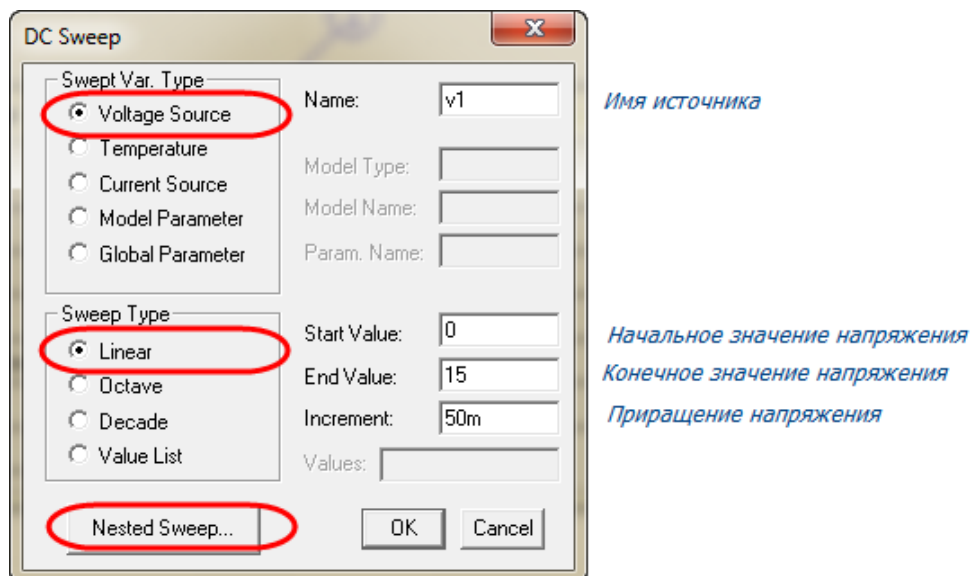 DC Sweep
Swept Var. Type
Voltage Source
Temperature
Current Source
Model Parameter
Global Parameter
Name:
v1
Имя источника
Model Type:
Model Name:
Param. Name:
Sweep Type
Linear
Octave
Decade
Value List
Start Value:
0
Начальное значение напряжения
End Value:
15
Конечное значение напряжения
Increment:
50m
Приращение напряжения
Values:
Nested Sweep...
OK
Cancel